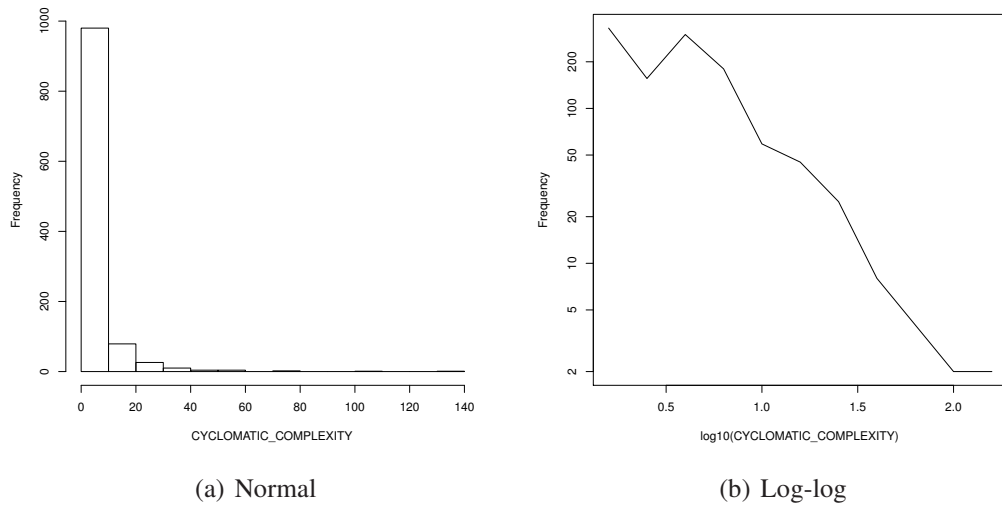 1000
800
600
400
200
0
Frequency
0 20 40 60 80 100 120 140
CYCLOMATIC_COMPLEXITY
(a) Normal
200
100
50
20
10
5
2
Frequency
0.5 1.0 1.5 2.0
log10(CYCLOMATIC_COMPLEXITY)
(b) Log-log